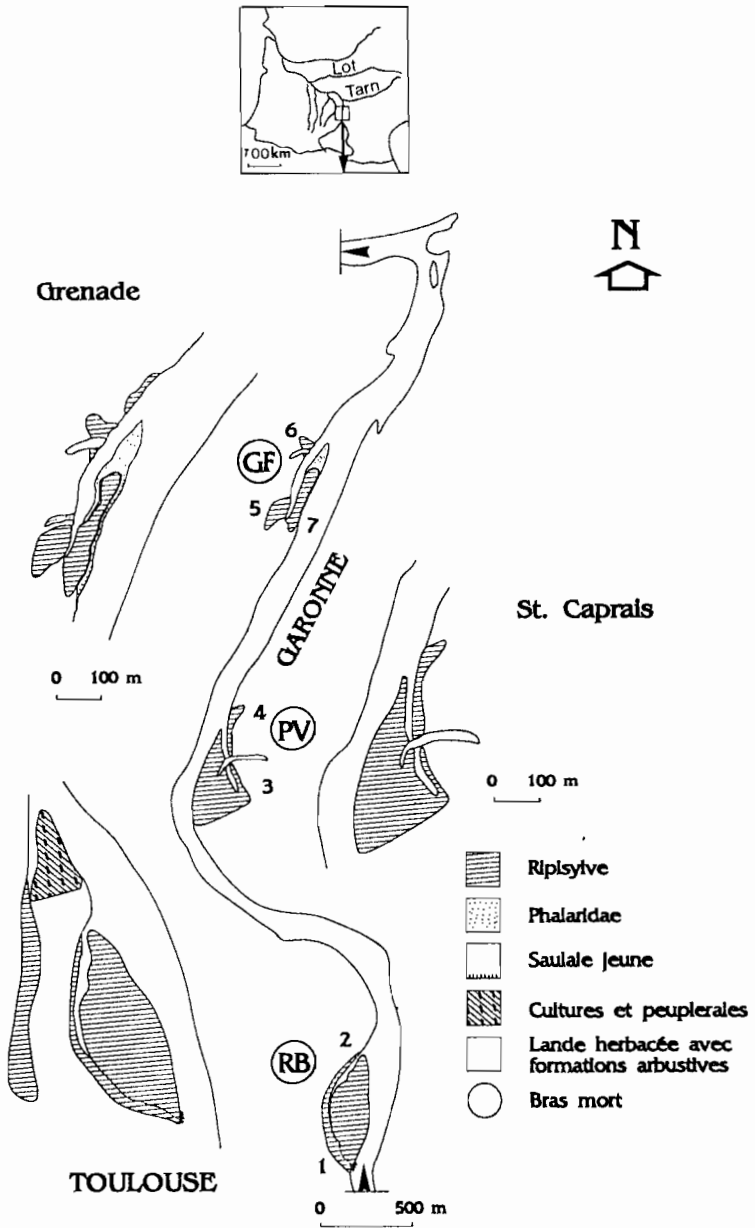 Lot
Tarn
100km
N
Grenade
6
GF
5
7
GARONNE
St. Caprais
0 100 m
4
PV
3
0 100 m
Ripisylve
Phalaridae
Saulaie jeune
Cultures et peupleraies
Lande herbacée avec
formations arbustives
Bras mort
2
RB
1
TOULOUSE
0 500 m